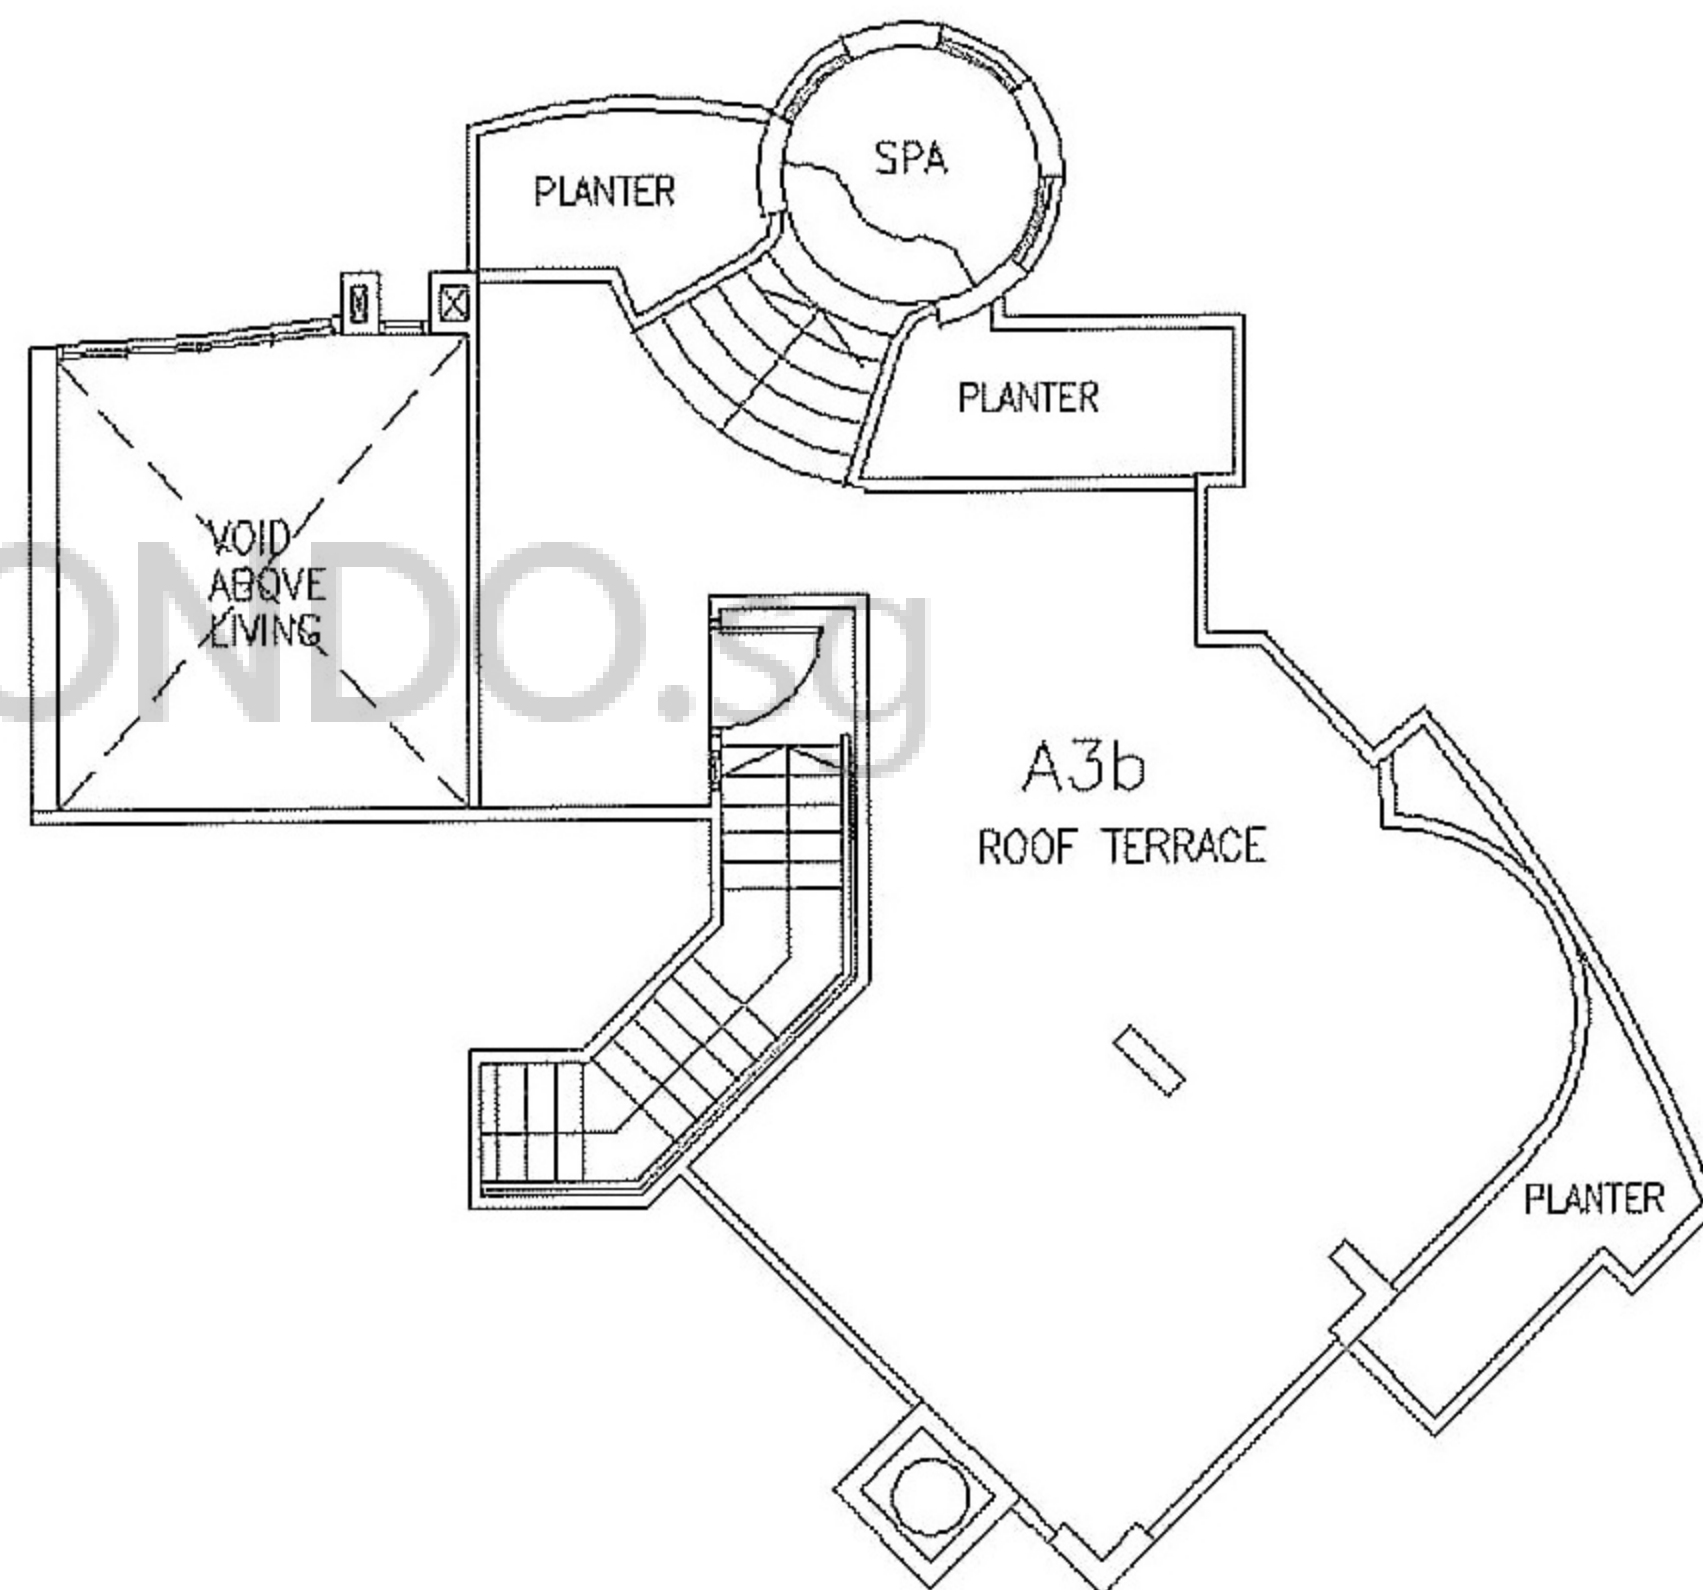 SPA
PLANTER
PLANTER
VOID
ABOVE
LIVING
ONDO.sg
A3b
ROOF TERRACE
PLANTER